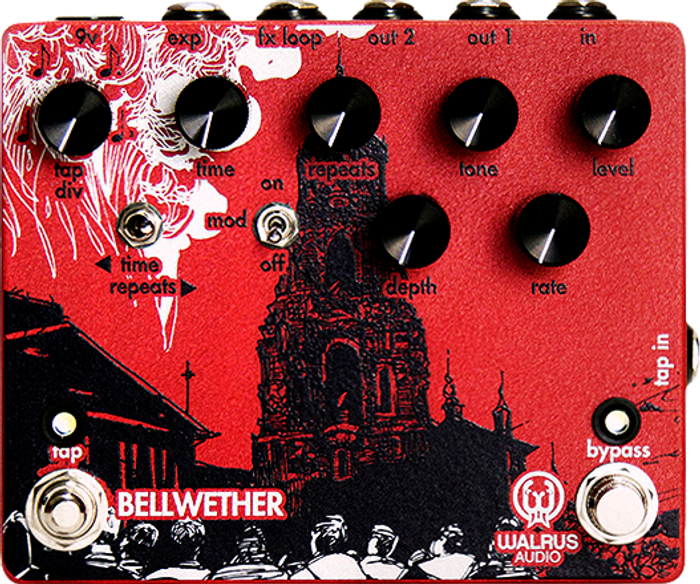 9v exp fx loop out 2 out 1 in
tap
div
time
repeats
tone
level
on
mod
off
time
repeats
depth
rate
tap in
tap
bypass
BELLWETHER
WALRUS
AUDIO